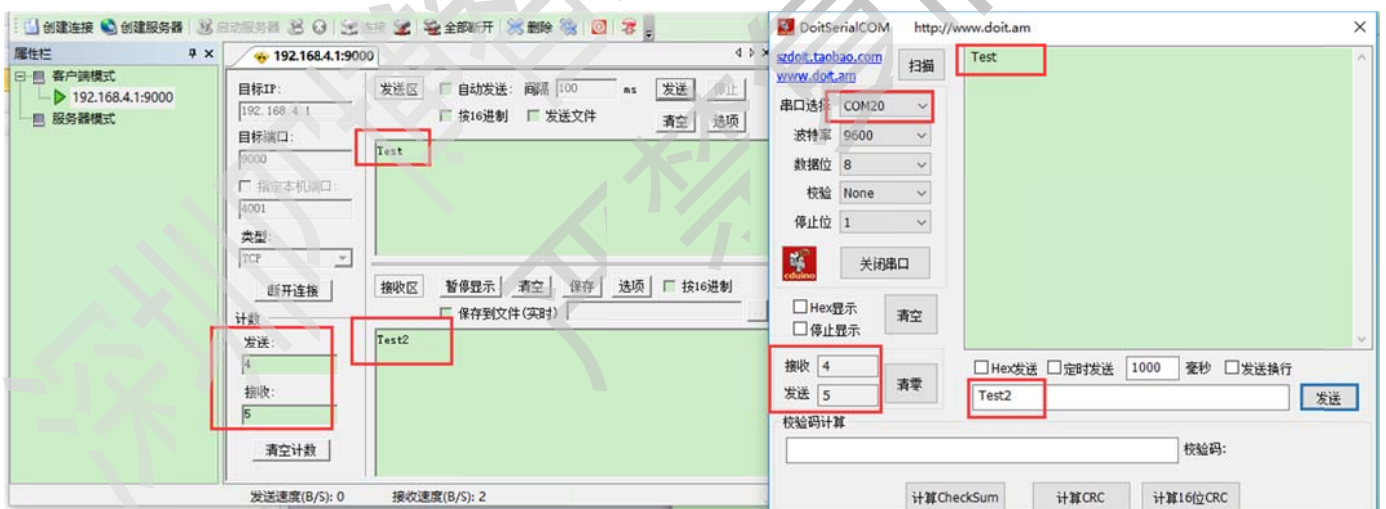 创建连接 创建服务器 启动服务器 连接 全部断开 删除
属性栏
客户端模式
192.168.4.1:9000
服务器模式
192.168.4.1:9000
目标IP:
192.168.4.1
目标端口:
9000
指定本机端口:
4001
类型:
TCP
断开连接
计数
发送:
4
接收:
5
清空计数
发送区 自动发送: 间隔 100 ms 发送 停止
按16进制 发送文件 清空 选项
Test
接收区 暂停显示 清空 保存 选项 按16进制
保存到文件(实时)
Test2
发送速度(B/S): 0 接收速度(B/S): 2
DoitSerialCOM http://www.doit.am
szdoit.taobao.com
www.doit.am
扫描
串口选择 COM20
波特率 9600
数据位 8
校验 None
停止位 1
cduino
关闭串口
Hex显示
停止显示
清空
接收 4
发送 5
清零
Test
Hex发送 定时发送 1000 毫秒 发送换行
Test2 发送
校验码计算
校验码:
计算CheckSum 计算CRC 计算16位CRC